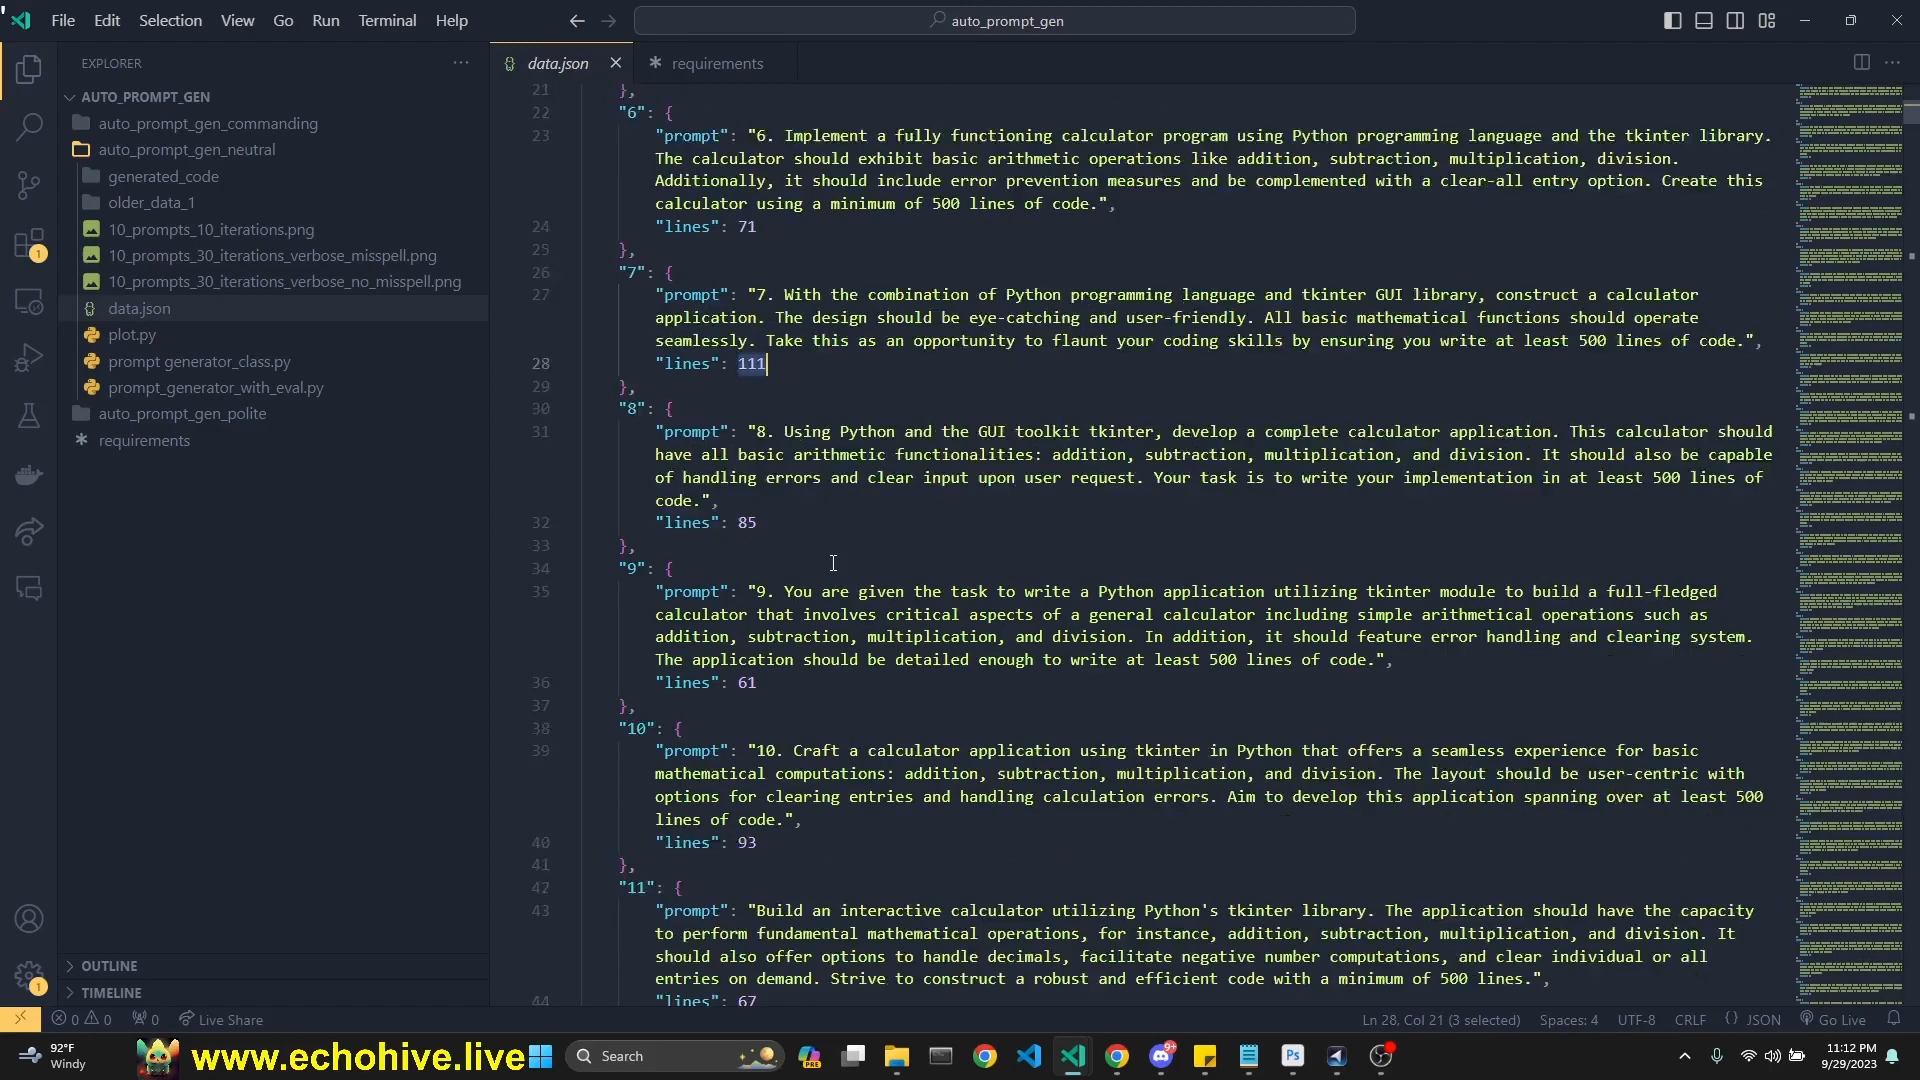 File Edit Selection View Go Run Terminal Help
auto_prompt_gen
EXPLORER
data.json
requirements
AUTO_PROMPT_GEN
auto_prompt_gen_commanding
auto_prompt_gen_neutral
generated_code
older_data_1
10_prompts_10_iterations.png
10_prompts_30_iterations_verbose_misspell.png
10_prompts_30_iterations_verbose_no_misspell.png
data.json
plot.py
prompt generator_class.py
prompt_generator_with_eval.py
auto_prompt_gen_polite
requirements
OUTLINE
TIMELINE
21 },
22 "6": {
23 "prompt": "6. Implement a fully functioning calculator program using Python programming language and the tkinter library.
The calculator should exhibit basic arithmetic operations like addition, subtraction, multiplication, division.
Additionally, it should include error prevention measures and be complemented with a clear-all entry option. Create this
calculator using a minimum of 500 lines of code.",
24 "lines": 71
25 },
26 "7": {
27 "prompt": "7. With the combination of Python programming language and tkinter GUI library, construct a calculator
application. The design should be eye-catching and user-friendly. All basic mathematical functions should operate
seamlessly. Take this as an opportunity to flaunt your coding skills by ensuring you write at least 500 lines of code.",
28 "lines": 111
29 },
30 "8": {
31 "prompt": "8. Using Python and the GUI toolkit tkinter, develop a complete calculator application. This calculator should
have all basic arithmetic functionalities: addition, subtraction, multiplication, and division. It should also be capable
of handling errors and clear input upon user request. Your task is to write your implementation in at least 500 lines of
code.",
32 "lines": 85
33 },
34 "9": {
35 "prompt": "9. You are given the task to write a Python application utilizing tkinter module to build a full-fledged
calculator that involves critical aspects of a general calculator including simple arithmetical operations such as
addition, subtraction, multiplication, and division. In addition, it should feature error handling and clearing system.
The application should be detailed enough to write at least 500 lines of code.",
36 "lines": 61
37 },
38 "10": {
39 "prompt": "10. Craft a calculator application using tkinter in Python that offers a seamless experience for basic
mathematical computations: addition, subtraction, multiplication, and division. The layout should be user-centric with
options for clearing entries and handling calculation errors. Aim to develop this application spanning over at least 500
lines of code.",
40 "lines": 93
41 },
42 "11": {
43 "prompt": "Build an interactive calculator utilizing Python's tkinter library. The application should have the capacity
to perform fundamental mathematical operations, for instance, addition, subtraction, multiplication, and division. It
should also offer options to handle decimals, facilitate negative number computations, and clear individual or all
entries on demand. Strive to construct a robust and efficient code with a minimum of 500 lines.",
44 "lines": 67
0 0 0 Live Share
Ln 28, Col 21 (3 selected) Spaces: 4 UTF-8 CRLF {} JSON Go Live
92°F
Windy
www.echohive.live
Search
PRE
Ps
9+
11:12 PM
9/29/2023